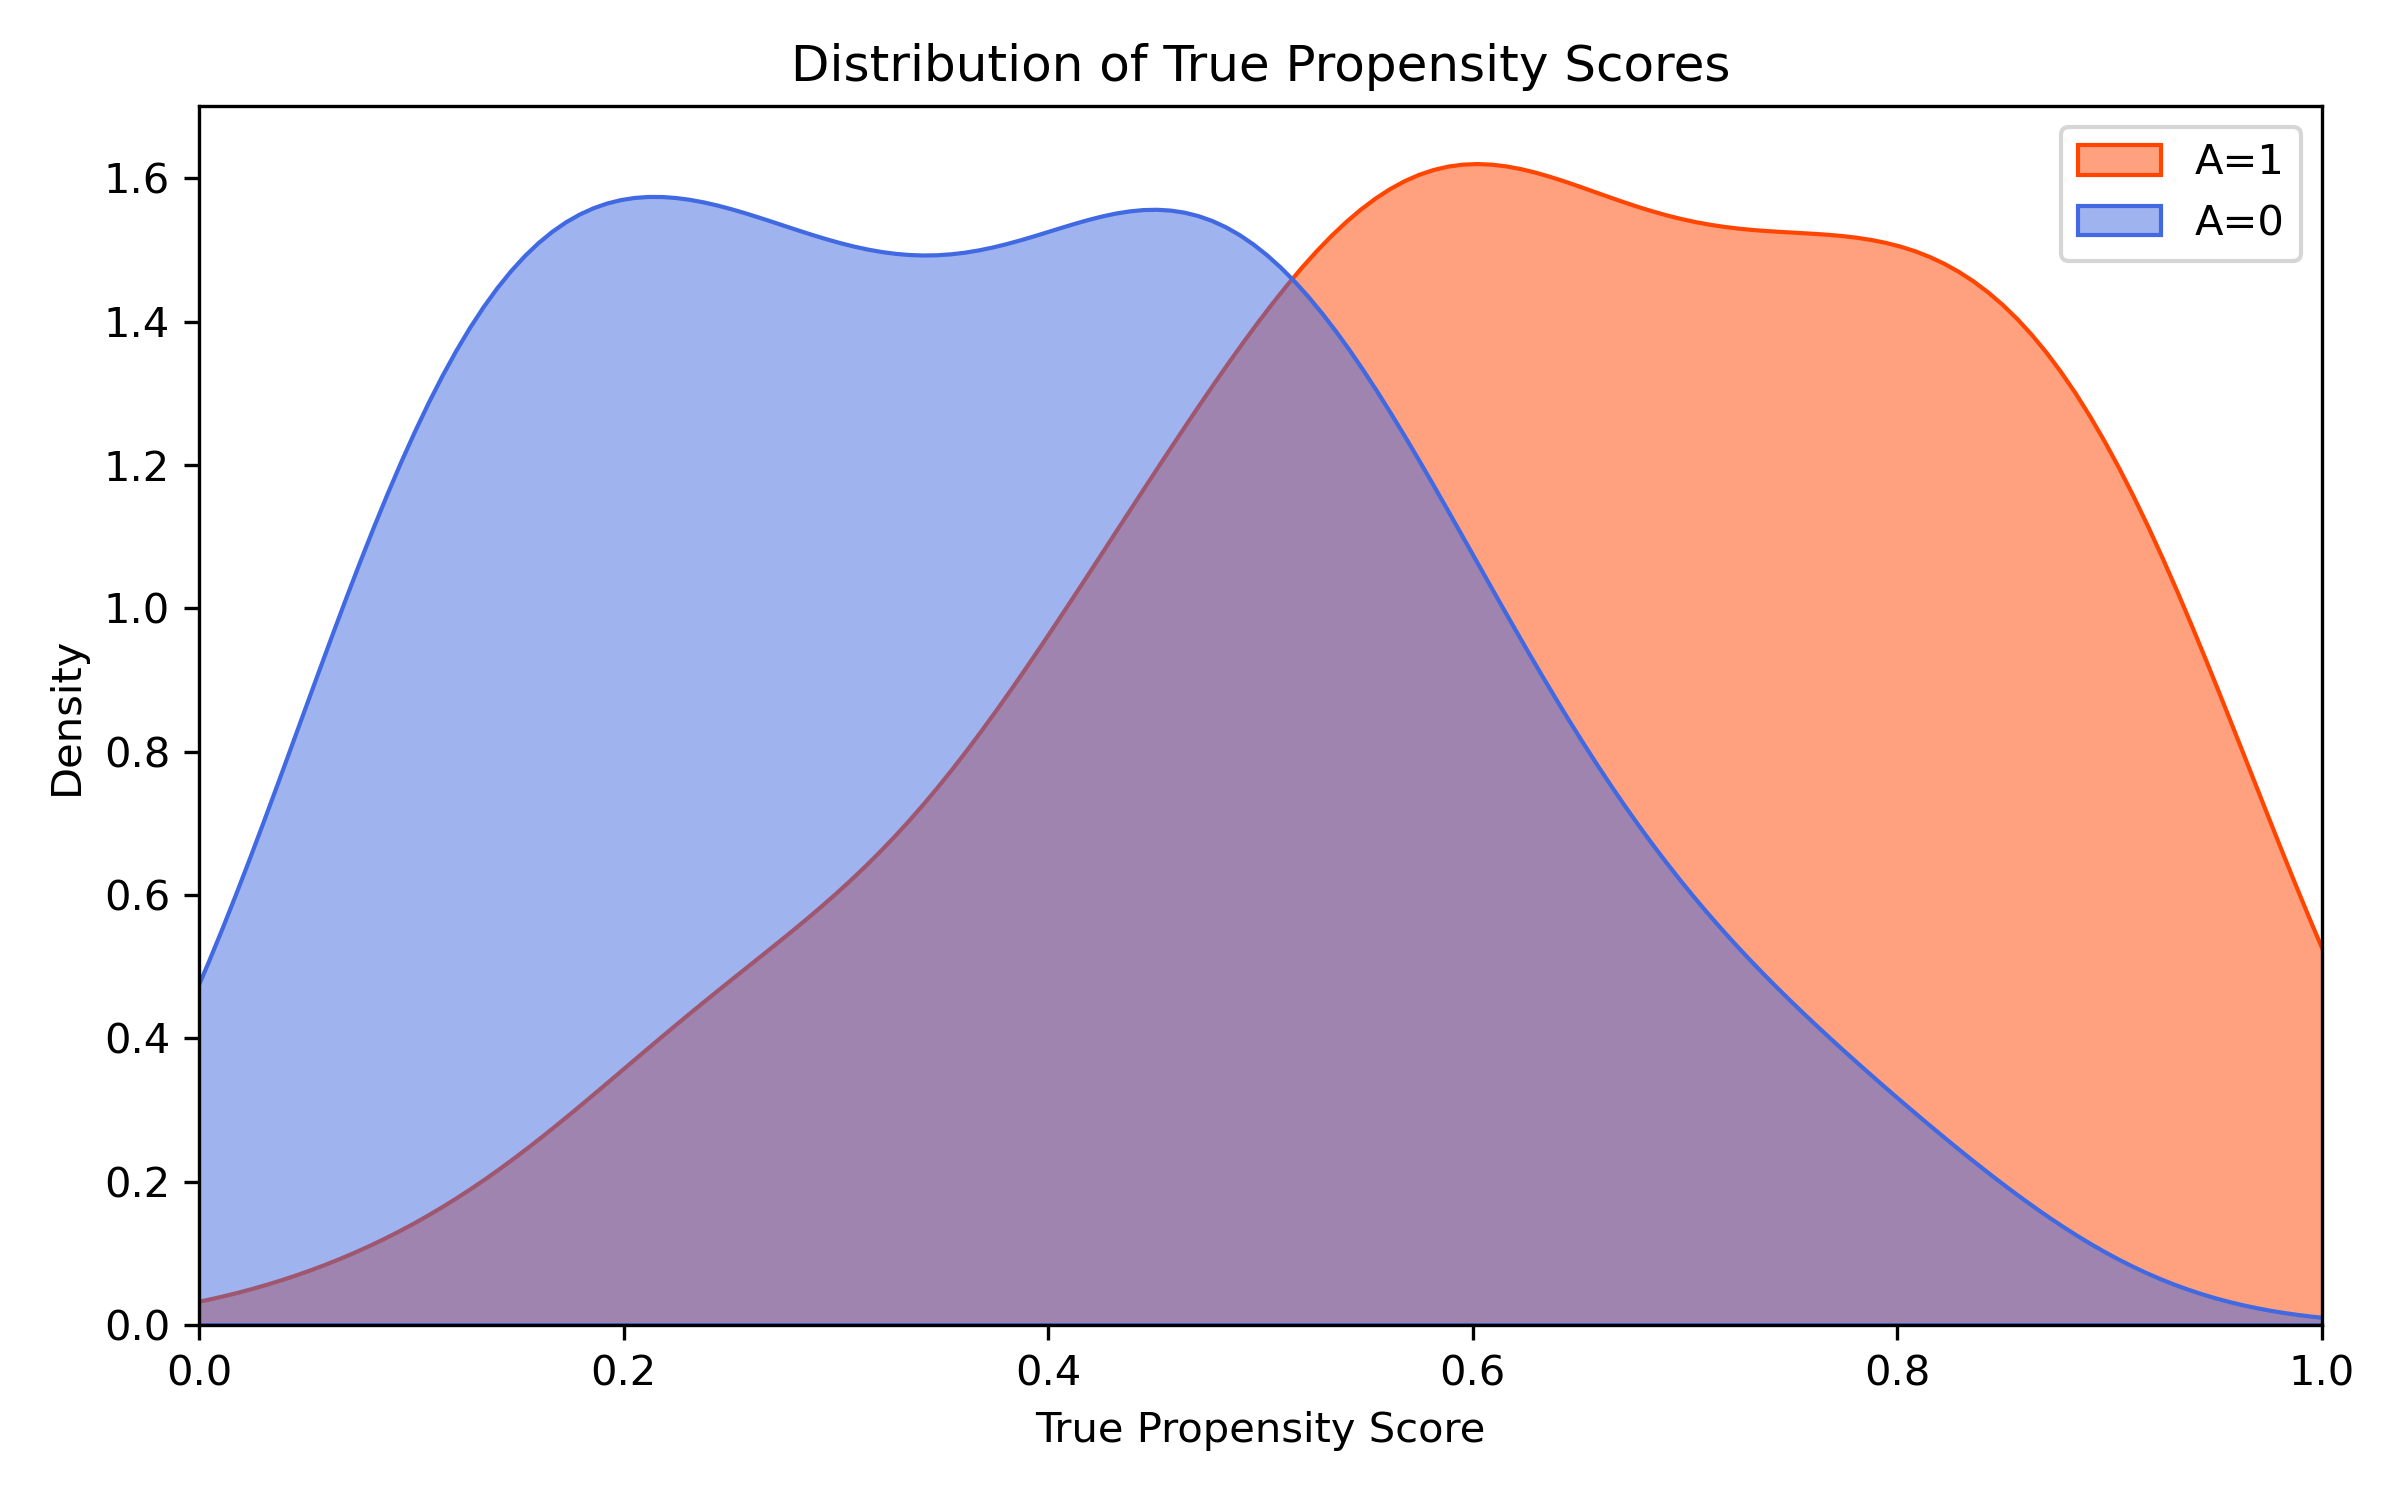 Distribution of True Propensity Scores
A=1
A=0
Density
1.6
1.4
1.2
1.0
0.8
0.6
0.4
0.2
0.0
0.0 0.2 0.4 0.6 0.8 1.0
True Propensity Score